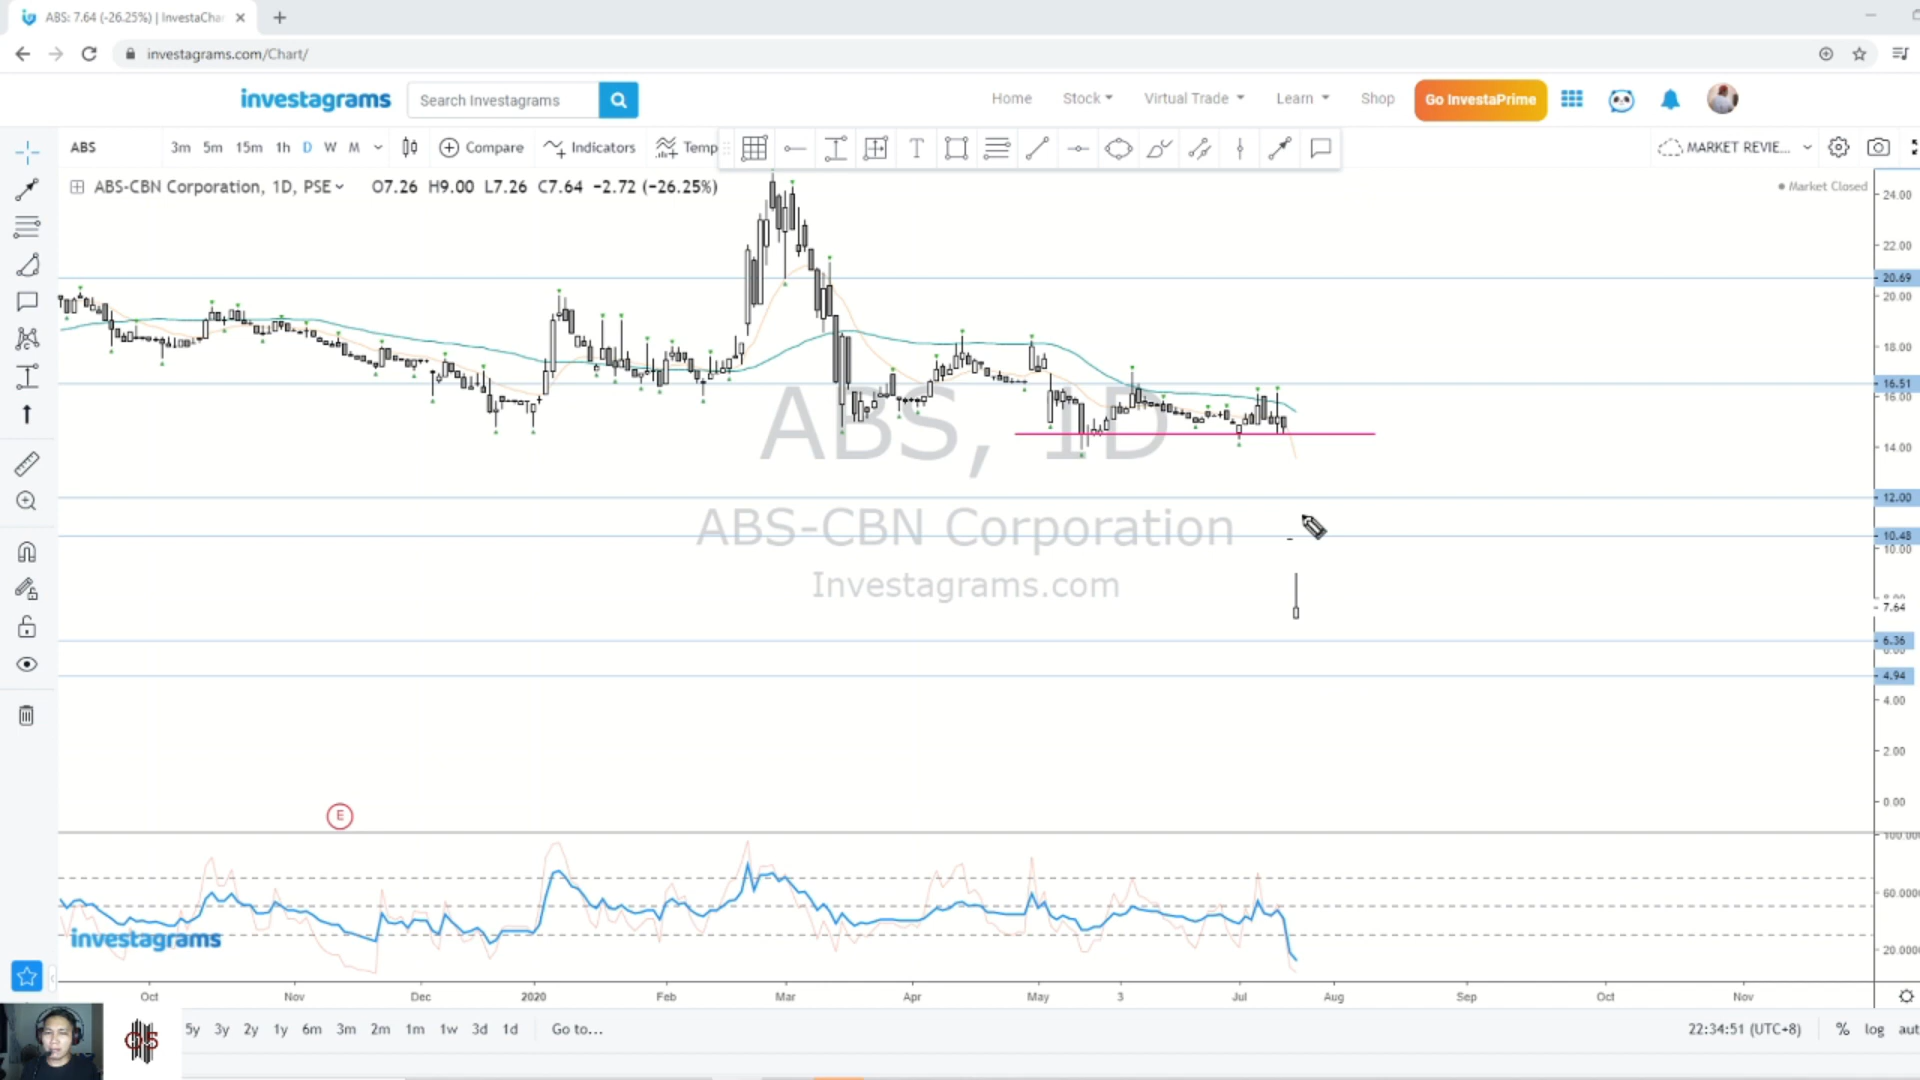 ABS: 7.64 (-26.25%) | InvestaCha
investagrams.com/Chart/
investagrams
Search Investagrams
Home
Stock
Virtual Trade
Learn
Shop
Go InvestaPrime
ABS
3m 5m 15m 1h D W M
Compare
Indicators
Temp
T
MARKET REVIE...
ABS-CBN Corporation, 1D, PSE
O7.26 H9.00 L7.26 C7.64 −2.72 (−26.25%)
Market Closed
24.00
22.00
20.69
20.00
18.00
16.51
16.00
14.00
12.00
10.48
10.00
7.64
6.36
4.94
4.00
2.00
0.00
ABS, 1D
ABS-CBN Corporation
Investagrams.com
E
60.0000
20.0000
investagrams
Oct Nov Dec 2020 Feb Mar Apr May 3 Jul Aug Sep Oct Nov
5y 3y 2y 1y 6m 3m 2m 1m 1w 3d 1d
Go to...
22:34:51 (UTC+8)
% log aut